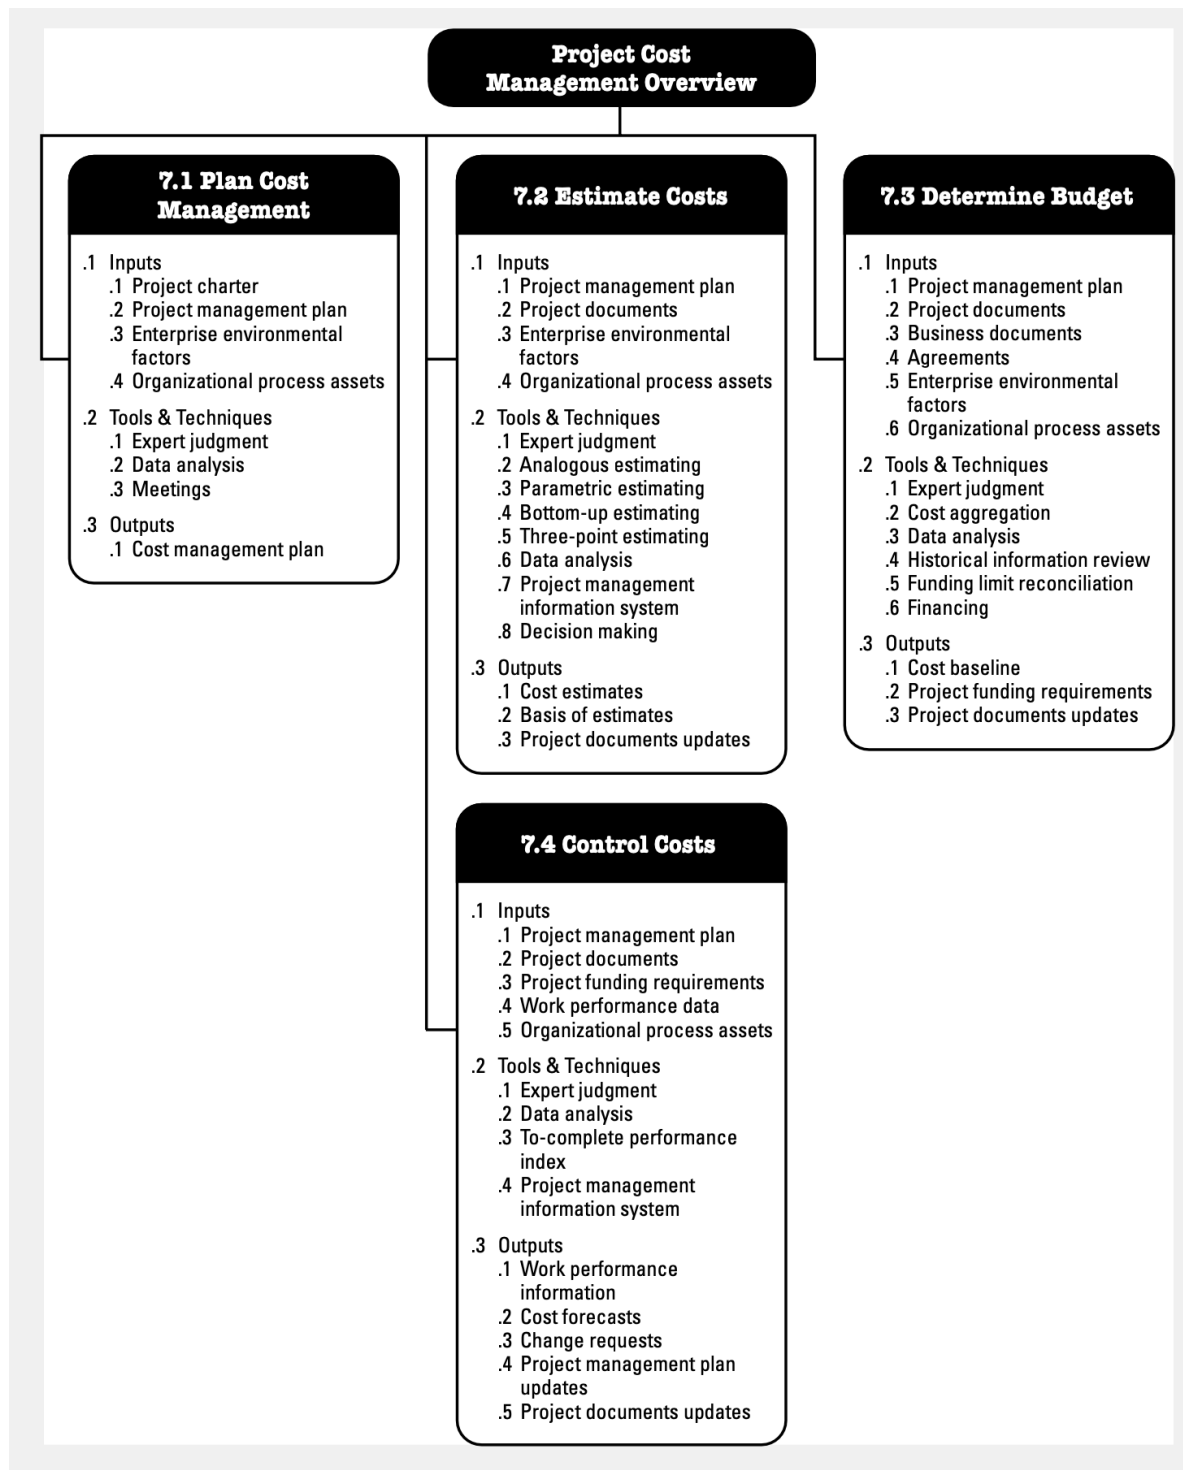 Project Cost
Management Overview
7.1 Plan Cost
Management
.1 Inputs
.1 Project charter
.2 Project management plan
.3 Enterprise environmental
factors
.4 Organizational process assets
.2 Tools & Techniques
.1 Expert judgment
.2 Data analysis
.3 Meetings
.3 Outputs
.1 Cost management plan
7.2 Estimate Costs
.1 Inputs
.1 Project management plan
.2 Project documents
.3 Enterprise environmental
factors
.4 Organizational process assets
.2 Tools & Techniques
.1 Expert judgment
.2 Analogous estimating
.3 Parametric estimating
.4 Bottom-up estimating
.5 Three-point estimating
.6 Data analysis
.7 Project management
information system
.8 Decision making
.3 Outputs
.1 Cost estimates
.2 Basis of estimates
.3 Project documents updates
7.3 Determine Budget
.1 Inputs
.1 Project management plan
.2 Project documents
.3 Business documents
.4 Agreements
.5 Enterprise environmental
factors
.6 Organizational process assets
.2 Tools & Techniques
.1 Expert judgment
.2 Cost aggregation
.3 Data analysis
.4 Historical information review
.5 Funding limit reconciliation
.6 Financing
.3 Outputs
.1 Cost baseline
.2 Project funding requirements
.3 Project documents updates
7.4 Control Costs
.1 Inputs
.1 Project management plan
.2 Project documents
.3 Project funding requirements
.4 Work performance data
.5 Organizational process assets
.2 Tools & Techniques
.1 Expert judgment
.2 Data analysis
.3 To-complete performance
index
.4 Project management
information system
.3 Outputs
.1 Work performance
information
.2 Cost forecasts
.3 Change requests
.4 Project management plan
updates
.5 Project documents updates